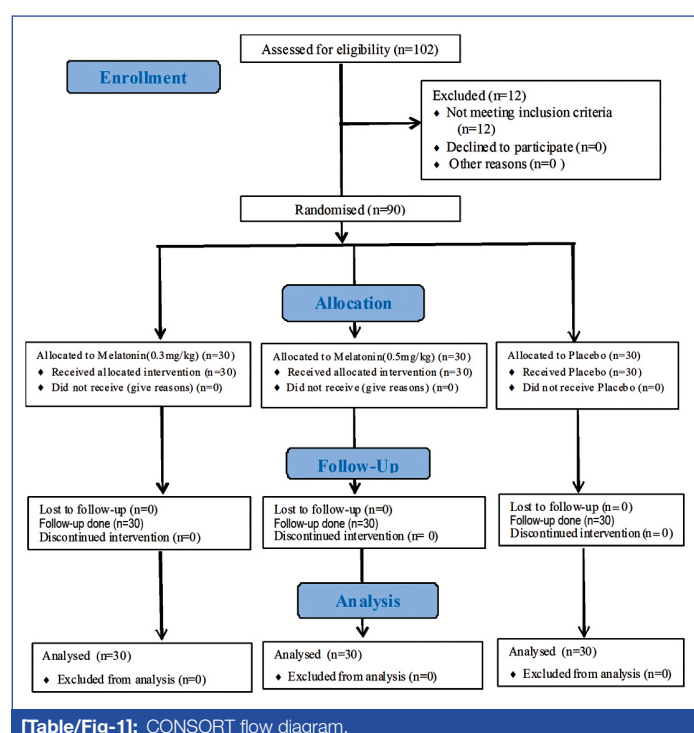 Assessed for eligibility (n=102)
Enrollment
Excluded (n=12)
♦ Not meeting inclusion criteria
(n=12)
♦ Declined to participate (n=0)
♦ Other reasons (n=0 )
Randomised (n=90)
Allocation
Allocated to Melatonin(0.3mg/kg) (n=30)
♦ Received allocated intervention (n=30)
♦ Did not receive (give reasons) (n=0)
Allocated to Melatonin(0.5mg/kg) (n=30)
♦ Received allocated intervention (n=30)
♦ Did not receive (give reasons) (n=0)
Allocated to Placebo (n=30)
♦ Received Placebo (n=30)
♦ Did not receive Placebo (n=0)
Follow-Up
Lost to follow-up (n=0)
Follow-up done (n=30)
Discontinued intervention (n=0)
Lost to follow-up (n=0)
Follow-up done (n=30)
Discontinued intervention (n= 0)
Lost to follow-up (n=0)
Follow-up done (n=30)
Discontinued intervention (n=0)
Analysis
Analysed (n=30)
♦ Excluded from analysis (n=0)
Analysed (n=30)
♦ Excluded from analysis (n=0)
Analysed (n=30)
♦ Excluded from analysis (n=0)
[Table/Fig-1]: CONSORT flow diagram.